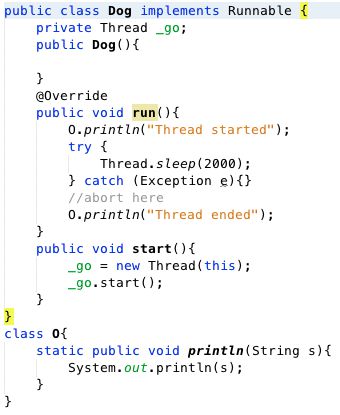 public class Dog implements Runnable {
    private Thread _go;
    public Dog(){

    }
    @Override
    public void run(){
        O.println("Thread started");
        try {
            Thread.sleep(2000);
        } catch (Exception e){}
        //abort here
        O.println("Thread ended");
    }
    public void start(){
        _go = new Thread(this);
        _go.start();
    }
}
class O{
    static public void println(String s){
        System.out.println(s);
    }
}